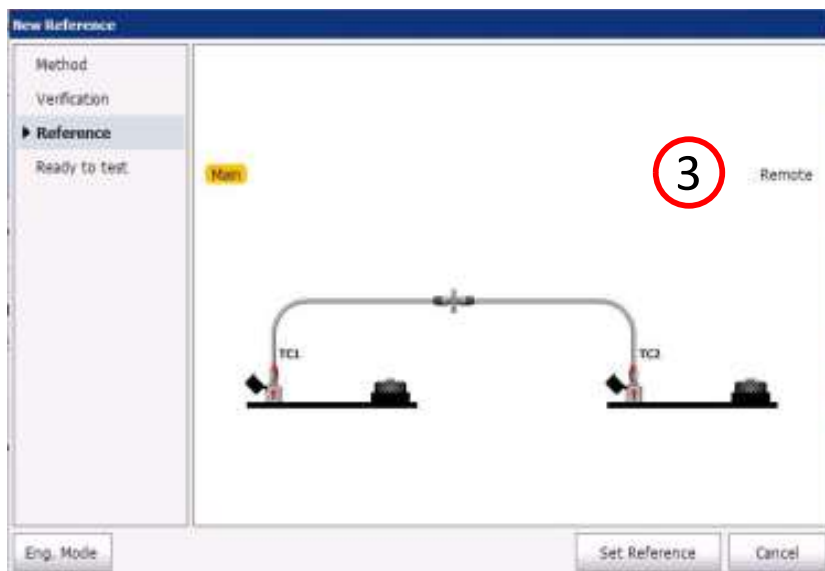 New Reference
Method
Verification
Reference
Ready to test
Main
3
Remote
TC1
TC2
Eng. Mode
Set Reference
Cancel